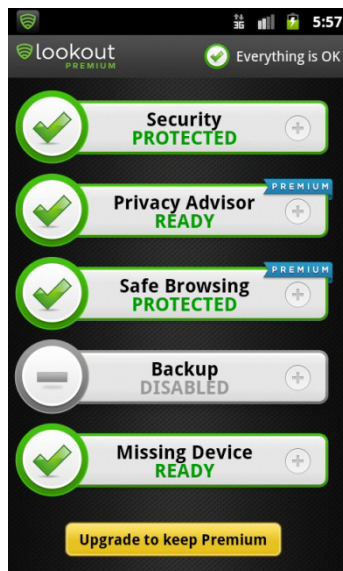 3G 5:57
lookout
PREMIUM
Everything is OK
Security
PROTECTED
PREMIUM
Privacy Advisor
READY
PREMIUM
Safe Browsing
PROTECTED
Backup
DISABLED
Missing Device
READY
Upgrade to keep Premium